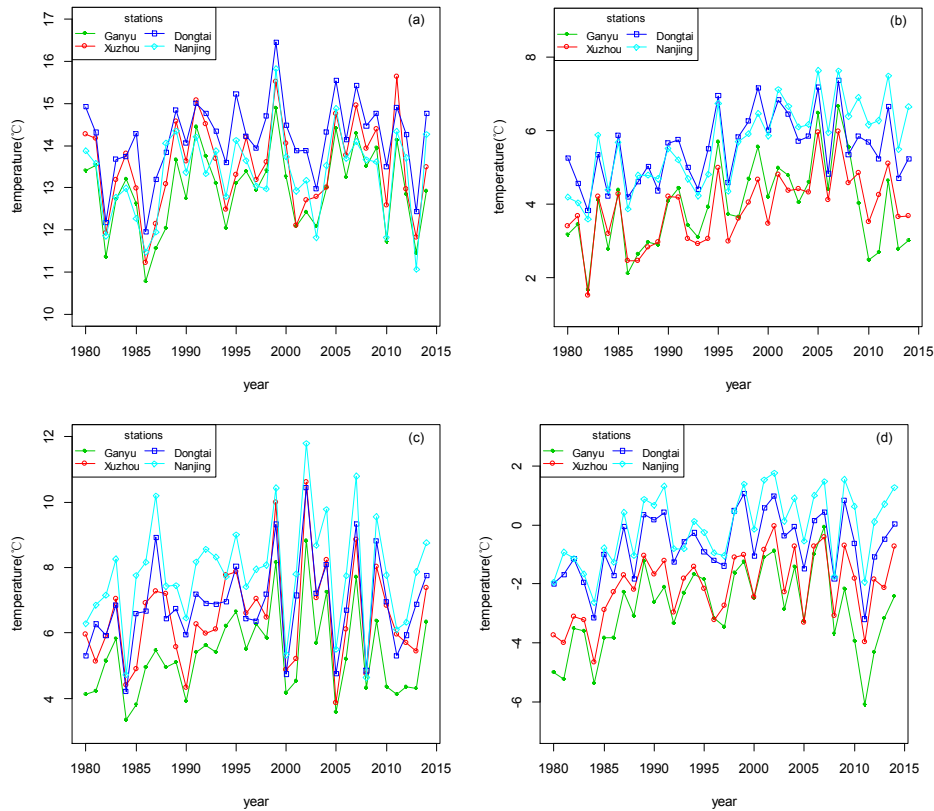 (a)
stations
Ganyu Dongtai
Xuzhou Nanjing
temperature(℃)
17
16
15
14
13
12
11
10
1980 1985 1990 1995 2000 2005 2010 2015
year
(b)
stations
Ganyu Dongtai
Xuzhou Nanjing
temperature(℃)
8
6
4
2
1980 1985 1990 1995 2000 2005 2010 2015
year
(c)
stations
Ganyu Dongtai
Xuzhou Nanjing
temperature(℃)
12
10
8
6
4
1980 1985 1990 1995 2000 2005 2010 2015
year
(d)
stations
Ganyu Dongtai
Xuzhou Nanjing
temperature(℃)
2
0
-2
-4
-6
1980 1985 1990 1995 2000 2005 2010 2015
year